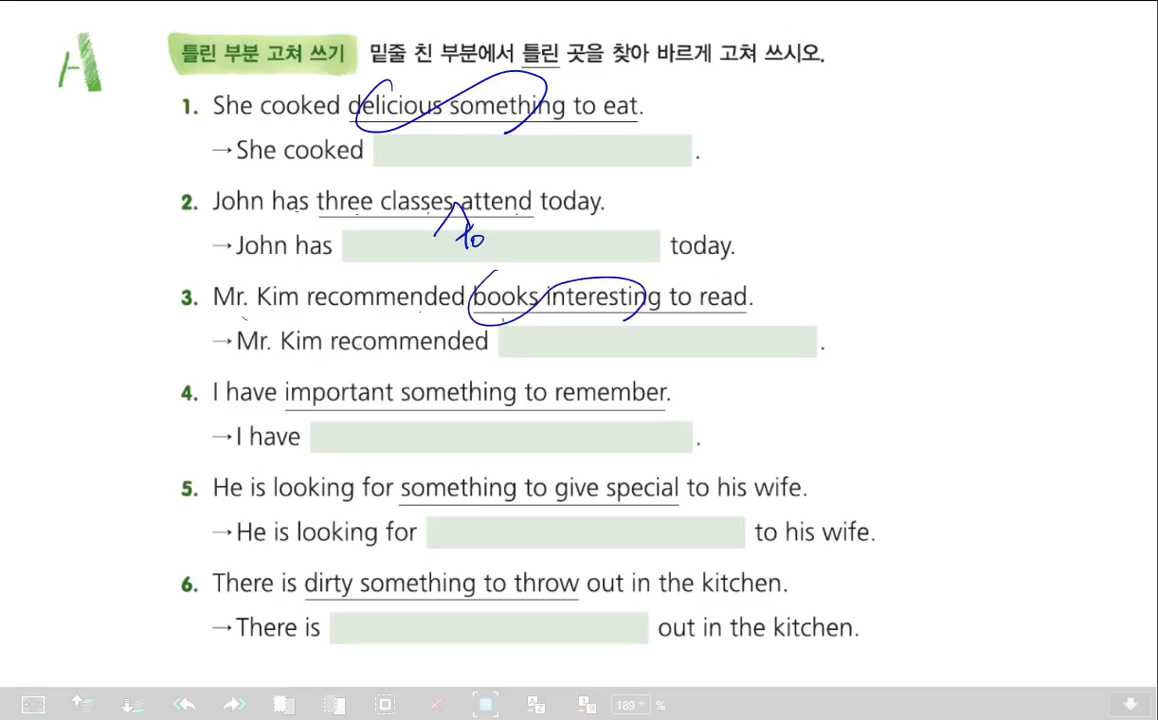 A
틀린 부분 고쳐 쓰기 밑줄 친 부분에서 틀린 곳을 찾아 바르게 고쳐 쓰시오.
1. She cooked delicious something to eat.
→ She cooked .
2. John has three classes attend today.
to
→ John has today.
3. Mr. Kim recommended books interesting to read.
→ Mr. Kim recommended .
4. I have important something to remember.
→ I have .
5. He is looking for something to give special to his wife.
→ He is looking for to his wife.
6. There is dirty something to throw out in the kitchen.
→ There is out in the kitchen.
189 %